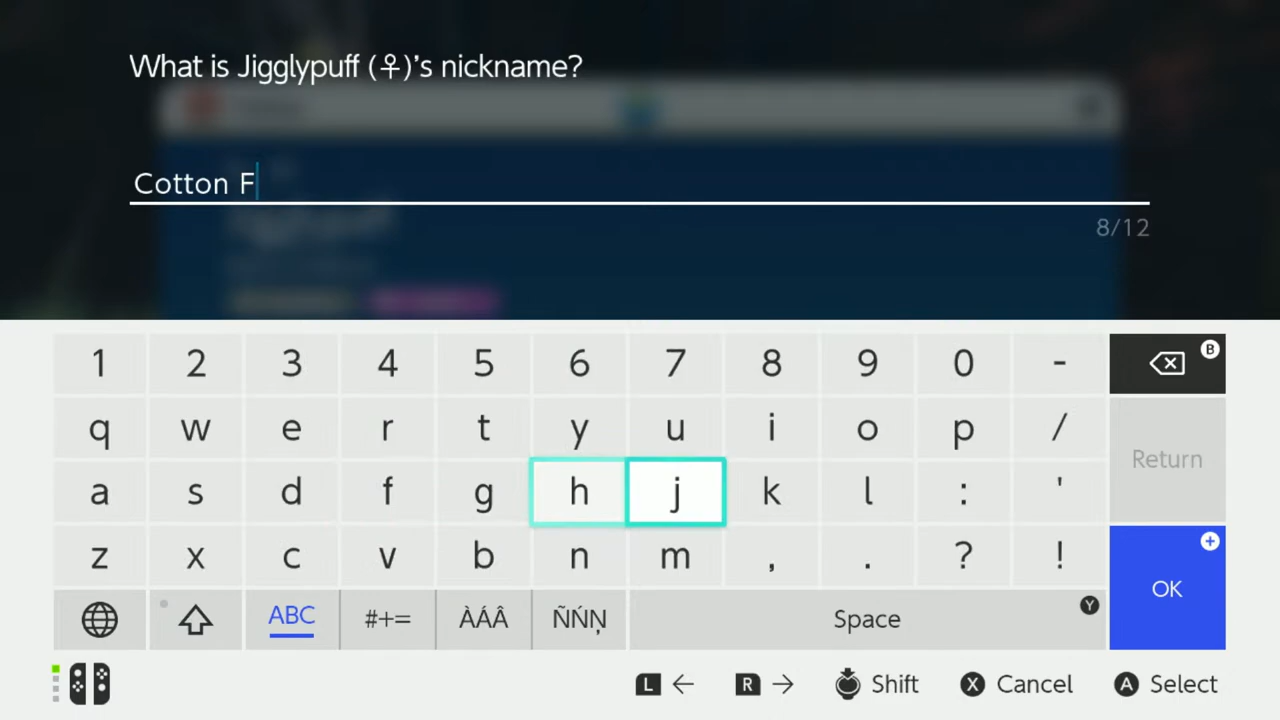 What is Jigglypuff (♀)'s nickname?
Cotton F
8/12
1 2 3 4 5 6 7 8 9 0 -
B
q w e r t y u i o p /
Return
a s d f g h j k l : '
z x c v b n m , . ? !
+
OK
ABC #+= ÀÁÂ ÑŃŅ Space Y
L ← R → Shift X Cancel A Select